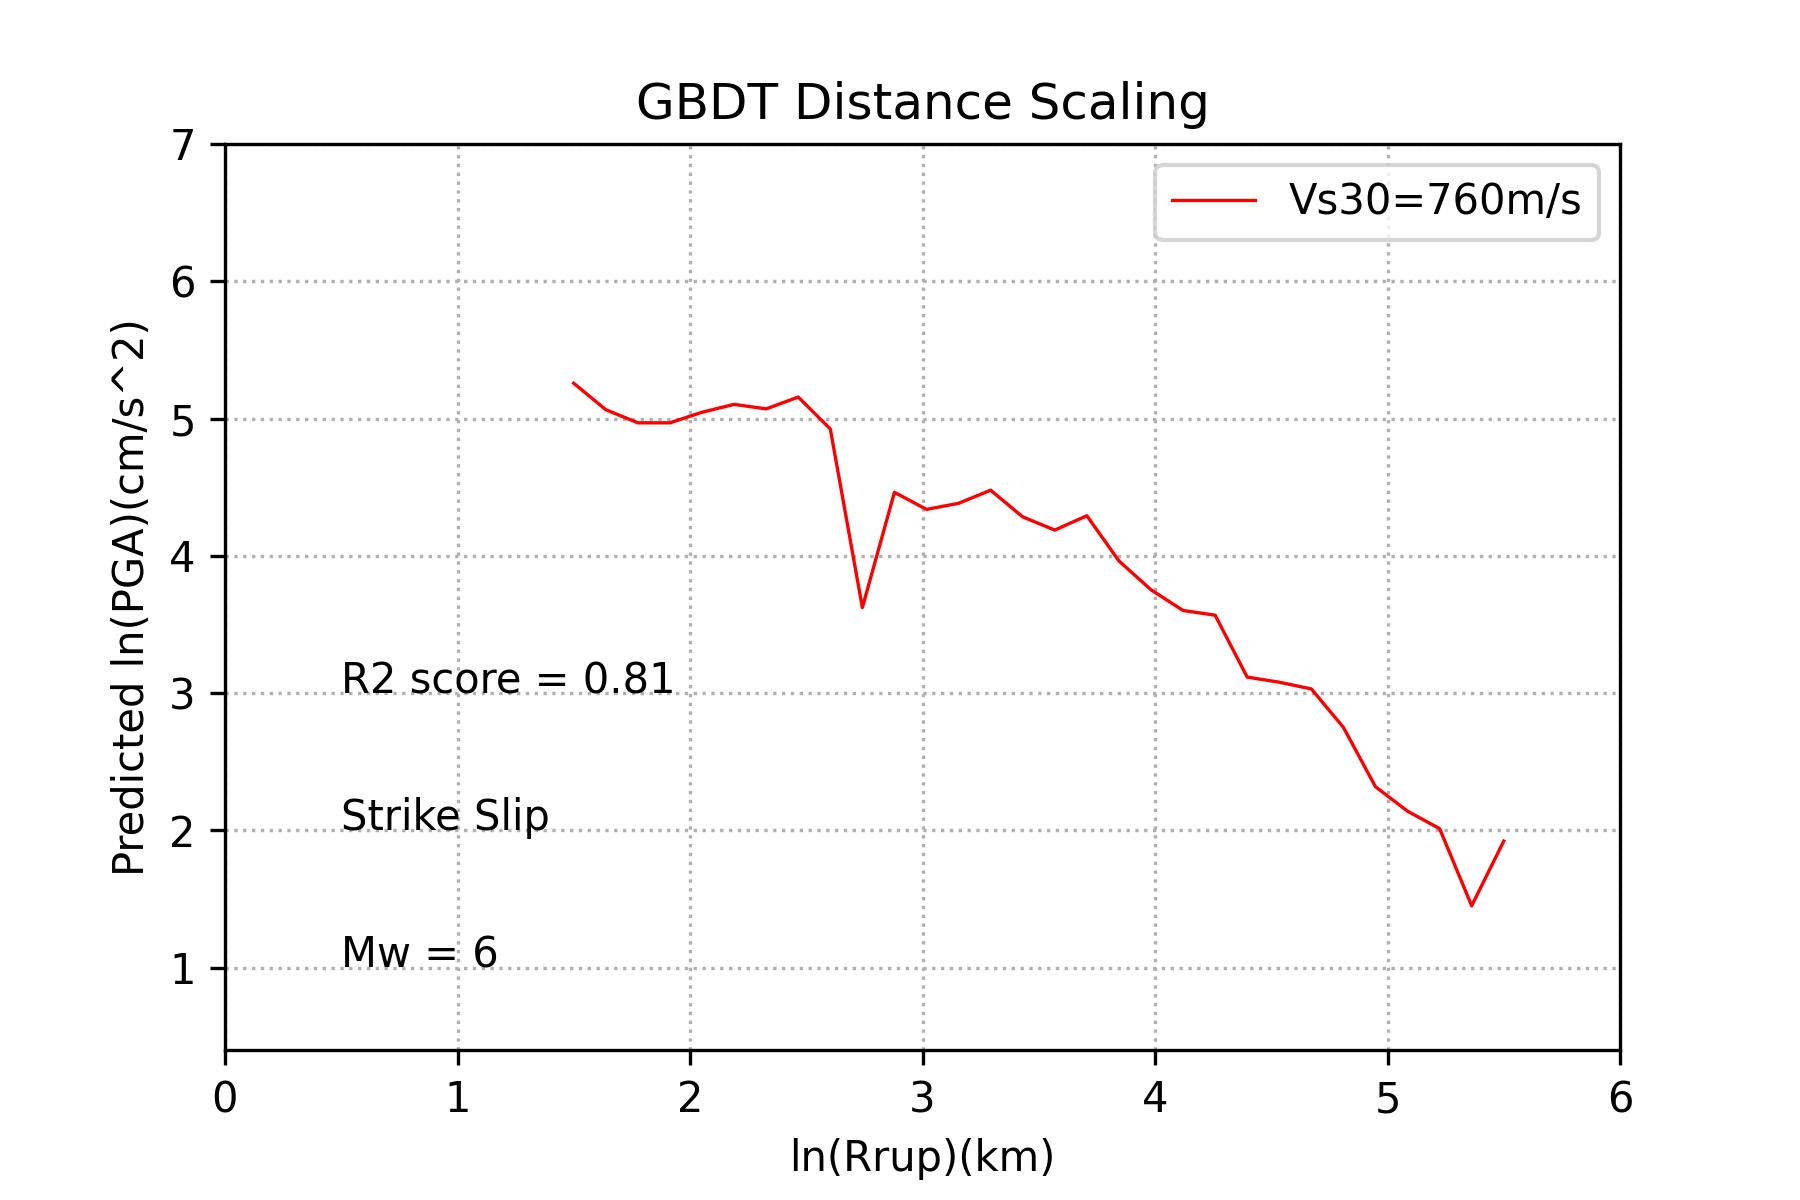 GBDT Distance Scaling
7
6
5
4
3
2
1
Predicted ln(PGA)(cm/s^2)
Vs30=760m/s
R2 score = 0.81
Strike Slip
Mw = 6
0 1 2 3 4 5 6
ln(Rrup)(km)